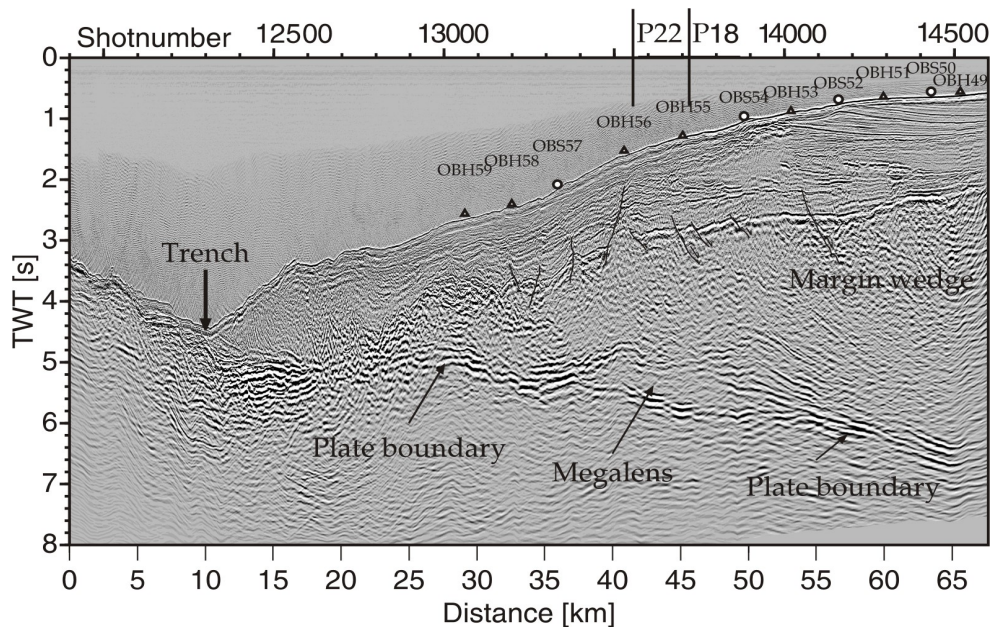 Shotnumber 12500 13000 P22 P18 14000 14500
0
1
2
3
4
5
6
7
8
TWT [s]
OBH59
OBH58
OBS57
OBH56
OBH55
OBS54
OBH53
OBS52
OBH51
OBS50
OBH49
Trench
Margin wedge
Plate boundary
Megalens
Plate boundary
0 5 10 15 20 25 30 35 40 45 50 55 60 65
Distance [km]